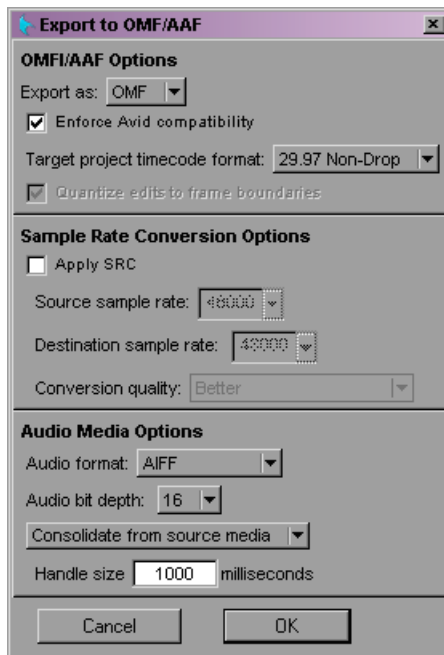 Export to OMF/AAF
OMFI/AAF Options
Export as: OMF
Enforce Avid compatibility
Target project timecode format: 29.97 Non-Drop
Quantize edits to frame boundaries
Sample Rate Conversion Options
Apply SRC
Source sample rate: 48000
Destination sample rate: 48000
Conversion quality: Better
Audio Media Options
Audio format: AIFF
Audio bit depth: 16
Consolidate from source media
Handle size 1000 milliseconds
Cancel OK